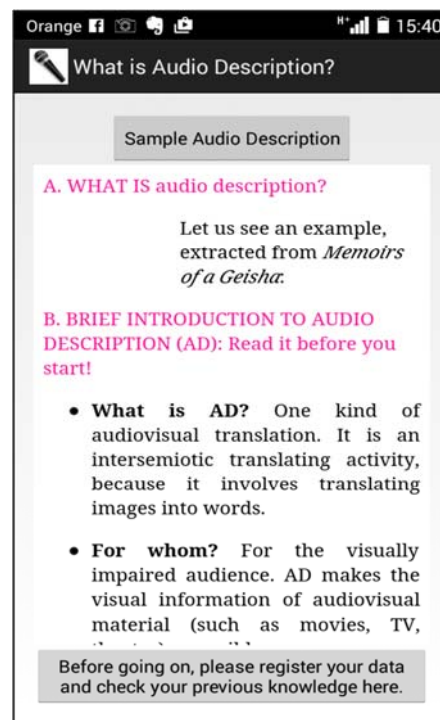 Orange
H+ 15:40
What is Audio Description?
Sample Audio Description
A. WHAT IS audio description?
Let us see an example,
extracted from Memoirs
of a Geisha:
B. BRIEF INTRODUCTION TO AUDIO
DESCRIPTION (AD): Read it before you
start!
• What is AD? One kind of
audiovisual translation. It is an
intersemiotic translating activity,
because it involves translating
images into words.
• For whom? For the visually
impaired audience. AD makes the
visual information of audiovisual
material (such as movies, TV,
Before going on, please register your data
and check your previous knowledge here.